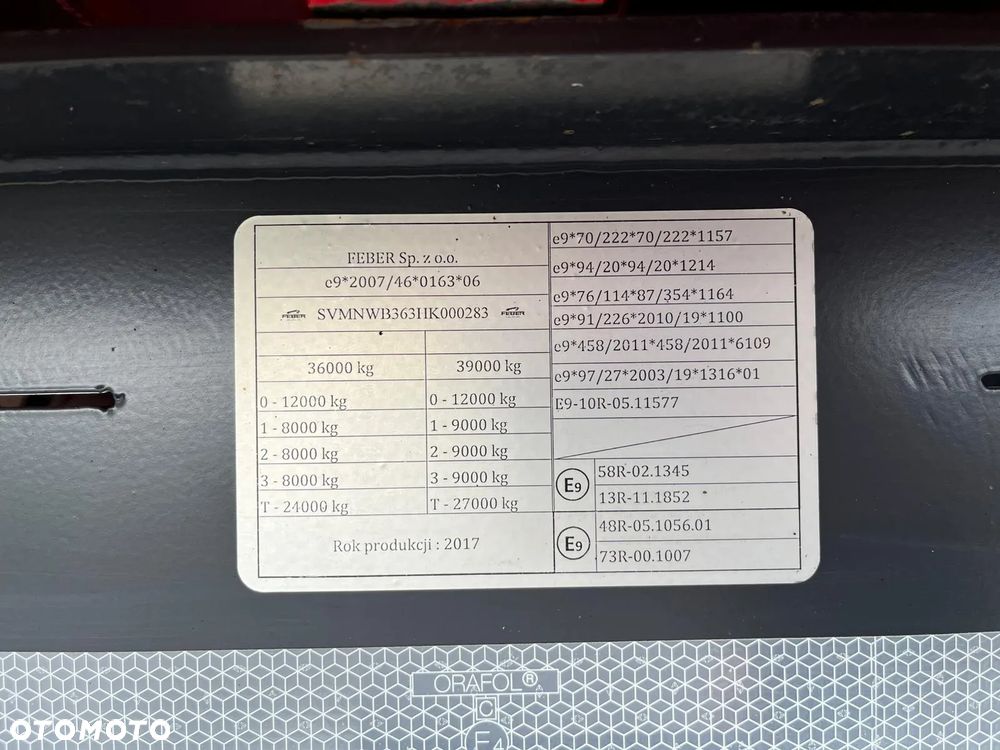 FEBER Sp. z o.o.
e9*2007/46*0163*06
FEBER SVMNWB363HK000283 FEBER
36000 kg 39000 kg
0 - 12000 kg 0 - 12000 kg
1 - 8000 kg 1 - 9000 kg
2 - 8000 kg 2 - 9000 kg
3 - 8000 kg 3 - 9000 kg
T - 24000 kg T - 27000 kg
Rok produkcji : 2017
e9*70/222*70/222*1157
e9*94/20*94/20*1214
e9*76/114*87/354*1164
e9*91/226*2010/19*1100
e9*458/2011*458/2011*6109
e9*97/27*2003/19*1316*01
E9-10R-05.11577
E9 58R-02.1345
13R-11.1852
E9 48R-05.1056.01
73R-00.1007
ORAFOL®
C
E4
OTOMOTO